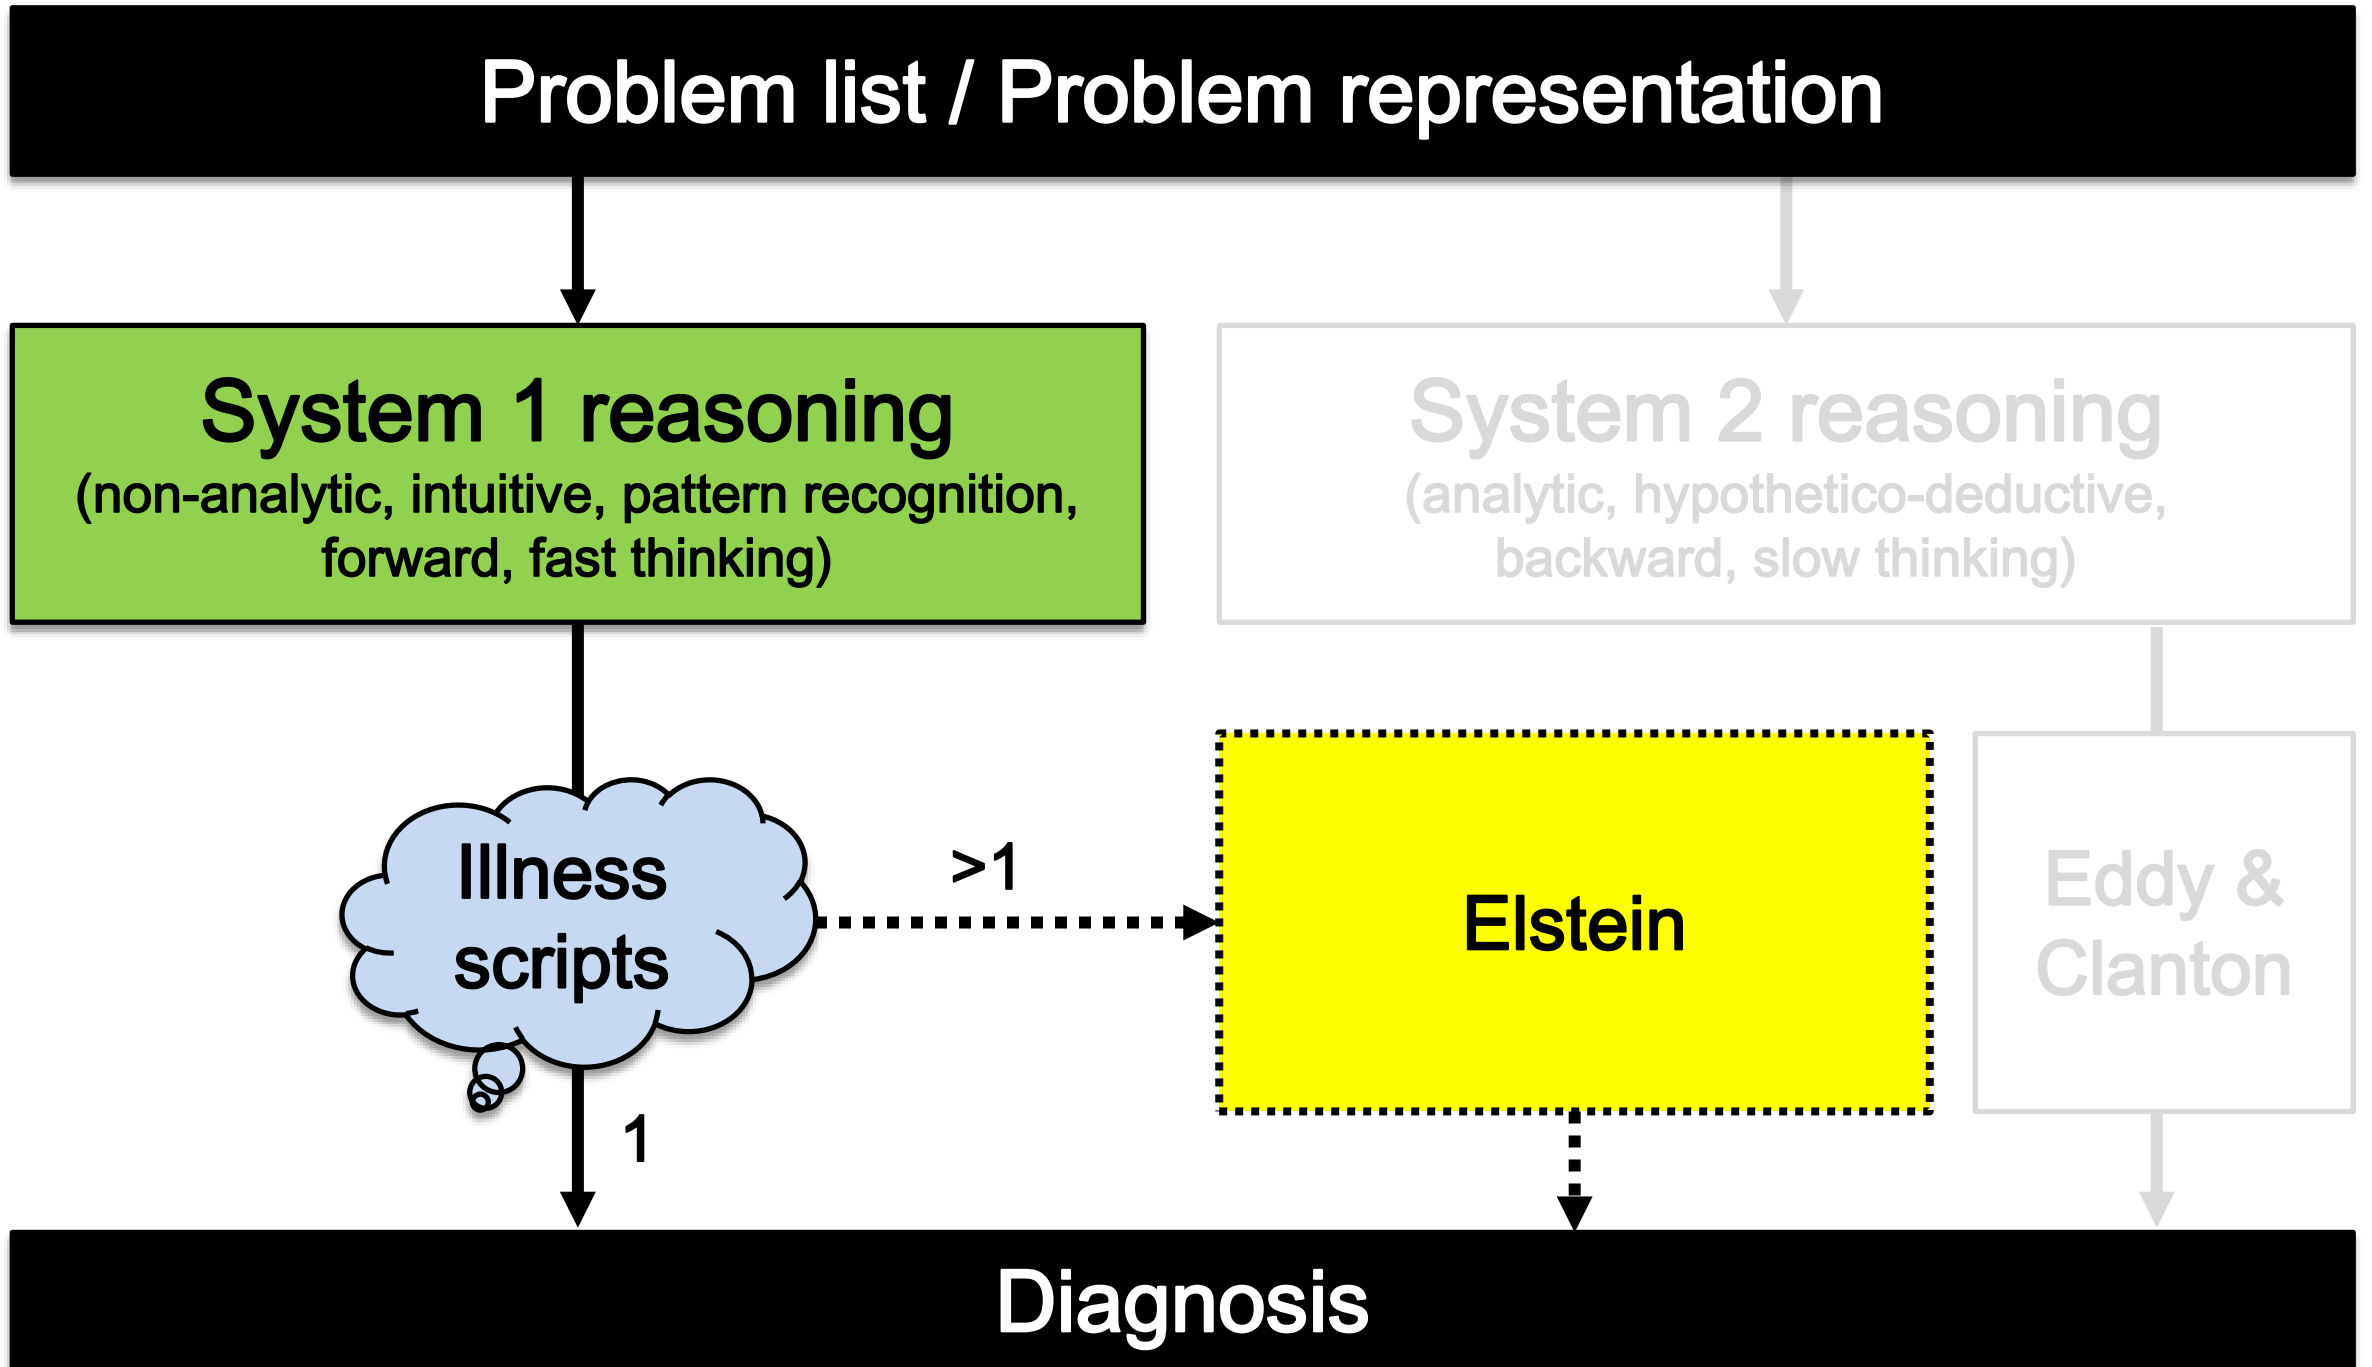 Problem list / Problem representation
System 1 reasoning
(non-analytic, intuitive, pattern recognition,
forward, fast thinking)
System 2 reasoning
(analytic, hypothetico-deductive,
backward, slow thinking)
Illness
scripts
>1
Elstein
Eddy &
Clanton
1
Diagnosis